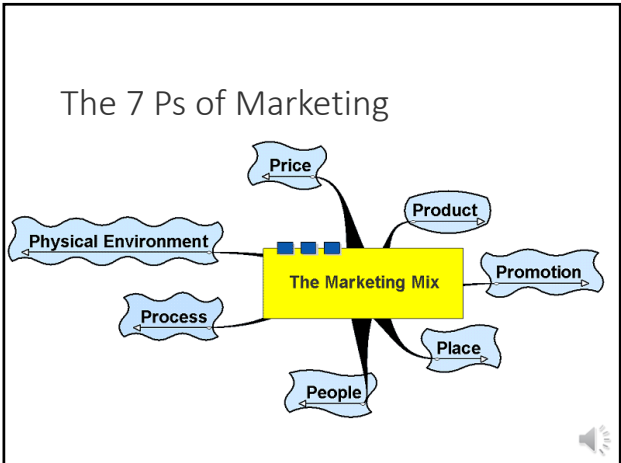 The 7 Ps of Marketing
Price
Product
Physical Environment
Promotion
The Marketing Mix
Process
Place
People